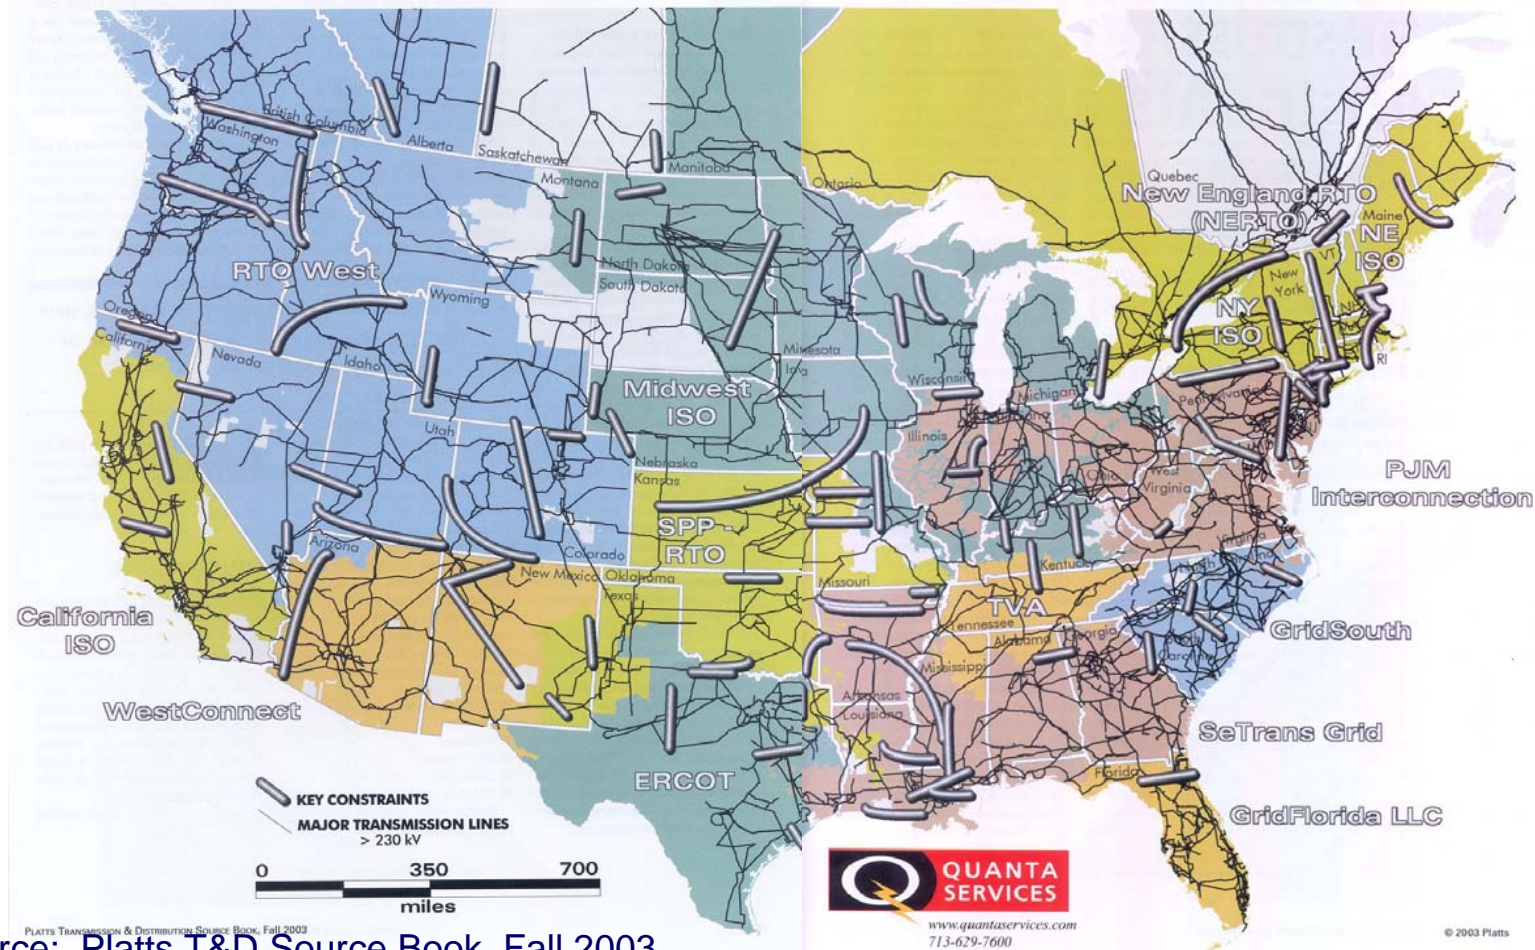 British Columbia
Washington
Alberta
Saskatchewan
Manitoba
Ontario
Quebec
New England RTO
(NERTO)
Maine
NE
ISO
Montana
RTO West
North Dakota
South Dakota
Wyoming
Oregon
California
Nevada
Idaho
Minnesota
Iowa
Wisconsin
Michigan
New
York
VT
NH
NY
ISO
RI
Pennsylvania
Midwest
ISO
Utah
Nebraska
Kansas
Illinois
Ohio
West
Virginia
PJM
Interconnection
SPP -
RTO
Arizona
Colorado
New Mexico
Oklahoma
Texas
Missouri
Kentucky
Virginia
North
California
ISO
TVA
Tennessee
Alabama
Georgia
Carolina
GridSouth
Mississippi
Arkansas
Louisiana
WestConnect
SeTrans Grid
ERCOT
Florida
GridFlorida LLC
KEY CONSTRAINTS
MAJOR TRANSMISSION LINES
> 230 kV
0 350 700
miles
QUANTA
SERVICES
www.quantaservices.com
713-629-7600
PLATTS TRANSMISSION & DISTRIBUTION SOURCE BOOK, FALL 2003
© 2003 Platts
rce: Platts T&D Source Book, Fall 2003